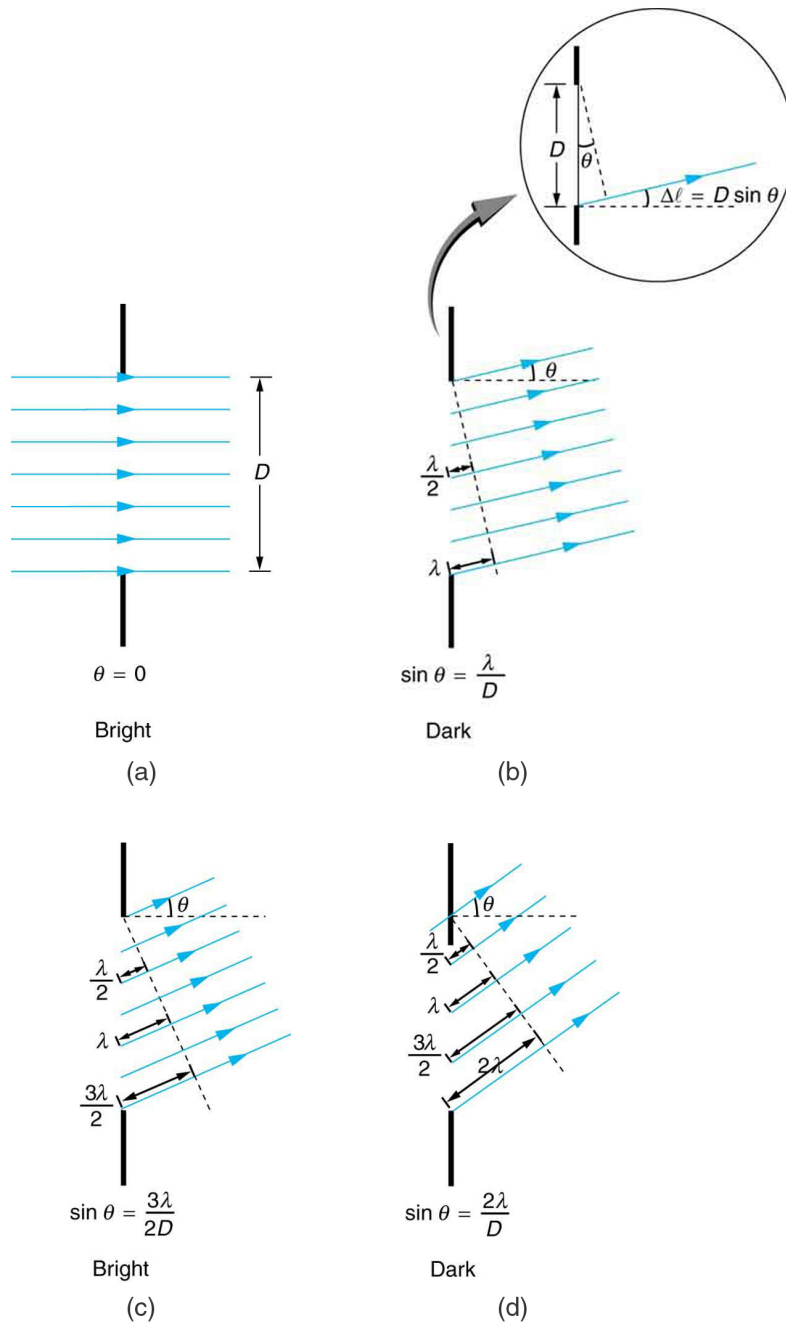 D
θ
Δℓ = D sin θ
D
θ = 0
Bright
(a)
θ
λ/2
λ
sin θ = λ/D
Dark
(b)
θ
λ/2
λ
3λ/2
sin θ = 3λ/2D
Bright
(c)
θ
λ/2
λ
3λ/2
2λ
sin θ = 2λ/D
Dark
(d)